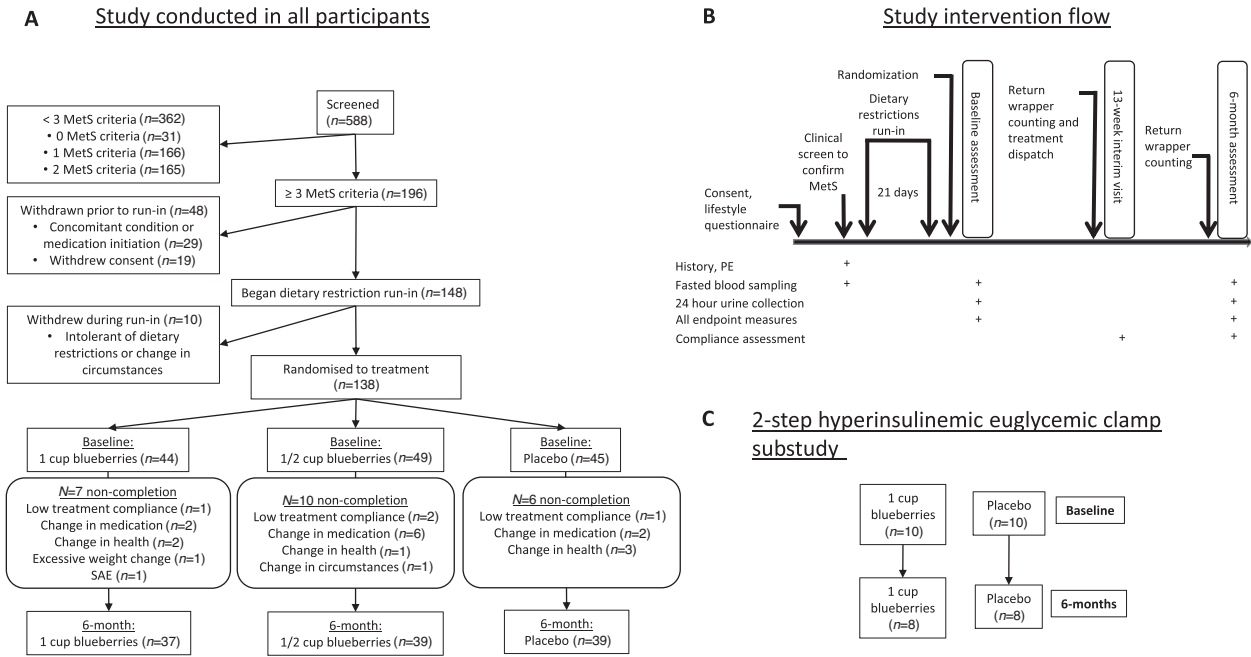 A
Study conducted in all participants
Screened
(n=588)
< 3 MetS criteria (n=362)
• 0 MetS criteria (n=31)
• 1 MetS criteria (n=166)
• 2 MetS criteria (n=165)
≥ 3 MetS criteria (n=196)
Withdrawn prior to run-in (n=48)
• Concomitant condition or
medication initiation
(n=29)
• Withdrew consent (n=19)
Began dietary restriction run-in (n=148)
Withdrew during run-in (n=10)
• Intolerant of dietary
restrictions or change in
circumstances
Randomised to treatment
(n=138)
Baseline:
1 cup blueberries (n=44)
Baseline:
1/2 cup blueberries (n=49)
Baseline:
Placebo (n=45)
N=7 non-completion
Low treatment compliance (n=1)
Change in medication (n=2)
Change in health (n=2)
Excessive weight change (n=1)
SAE (n=1)
N=10 non-completion
Low treatment compliance (n=2)
Change in medication (n=6)
Change in health (n=1)
Change in circumstances (n=1)
N=6 non-completion
Low treatment compliance (n=1)
Change in medication (n=2)
Change in health (n=3)
6-month:
1 cup blueberries (n=37)
6-month:
1/2 cup blueberries (n=39)
6-month:
Placebo (n=39)
B
Study intervention flow
Consent,
lifestyle
questionnaire
Clinical
screen to
confirm
MetS
Dietary
restrictions
run-in
21 days
Randomization
Baseline assessment
Return
wrapper
counting and
treatment
dispatch
13-week interim visit
Return
wrapper
counting
6-month assessment
History, PE +
Fasted blood sampling + + +
24 hour urine collection + +
All endpoint measures + +
Compliance assessment + +
C
2-step hyperinsulinemic euglycemic clamp
substudy
1 cup
blueberries
(n=10)
Placebo
(n=10)
Baseline
1 cup
blueberries
(n=8)
Placebo
(n=8)
6-months